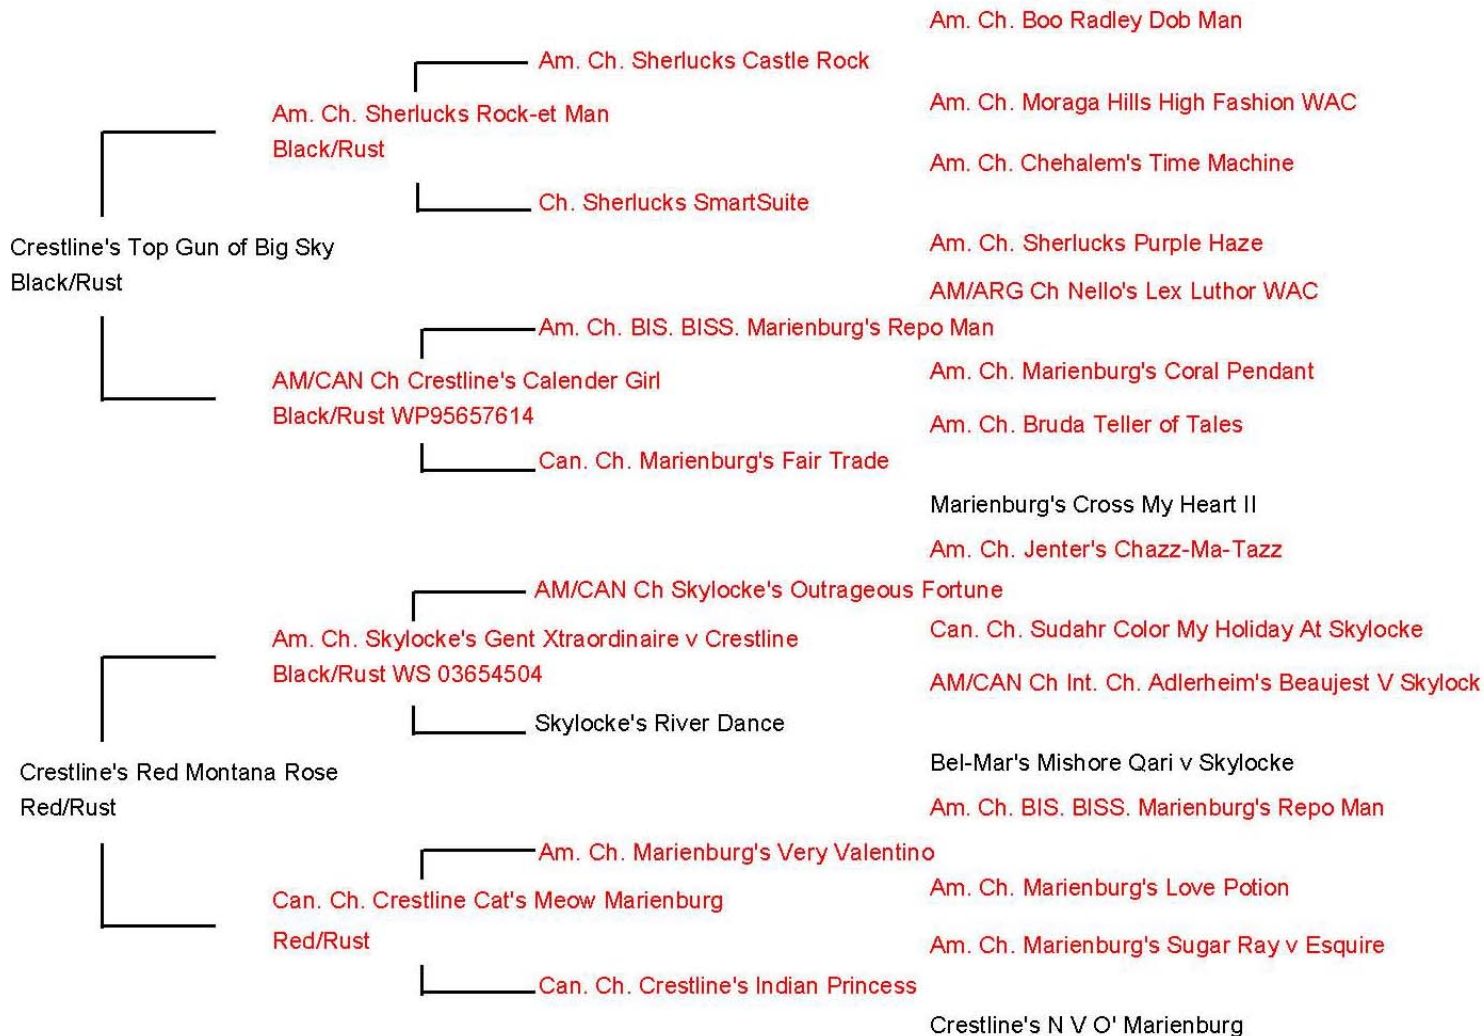 Am. Ch. Boo Radley Dob Man
Am. Ch. Sherlucks Castle Rock
Am. Ch. Moraga Hills High Fashion WAC
Am. Ch. Sherlucks Rock-et Man
Black/Rust
Am. Ch. Chehalem's Time Machine
Ch. Sherlucks SmartSuite
Am. Ch. Sherlucks Purple Haze
Crestline's Top Gun of Big Sky
Black/Rust
AM/ARG Ch Nello's Lex Luthor WAC
Am. Ch. BIS. BISS. Marienburg's Repo Man
Am. Ch. Marienburg's Coral Pendant
AM/CAN Ch Crestline's Calender Girl
Black/Rust WP95657614
Am. Ch. Bruda Teller of Tales
Can. Ch. Marienburg's Fair Trade
Marienburg's Cross My Heart II
Am. Ch. Jenter's Chazz-Ma-Tazz
AM/CAN Ch Skylocke's Outrageous Fortune
Can. Ch. Sudahr Color My Holiday At Skylocke
Am. Ch. Skylocke's Gent Xtraordinaire v Crestline
Black/Rust WS 03654504
AM/CAN Ch Int. Ch. Adlerheim's Beaujest V Skylock
Skylocke's River Dance
Bel-Mar's Mishore Qari v Skylocke
Crestline's Red Montana Rose
Red/Rust
Am. Ch. BIS. BISS. Marienburg's Repo Man
Am. Ch. Marienburg's Very Valentino
Am. Ch. Marienburg's Love Potion
Can. Ch. Crestline Cat's Meow Marienburg
Red/Rust
Am. Ch. Marienburg's Sugar Ray v Esquire
Can. Ch. Crestline's Indian Princess
Crestline's N V O' Marienburg